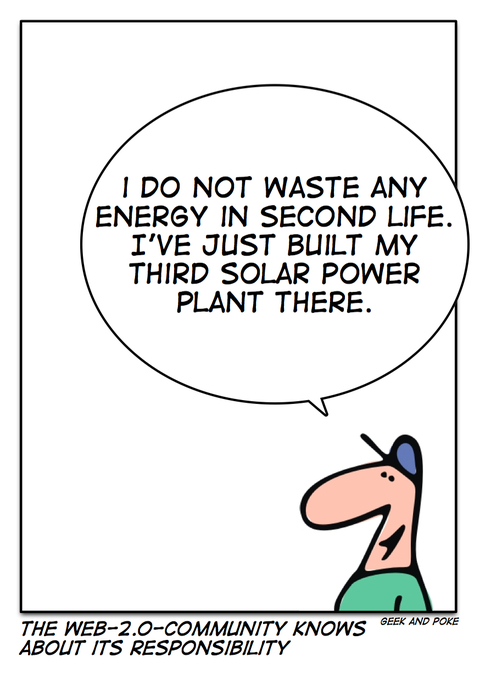 I DO NOT WASTE ANY
ENERGY IN SECOND LIFE.
I'VE JUST BUILT MY
THIRD SOLAR POWER
PLANT THERE.
GEEK AND POKE
THE WEB-2.0-COMMUNITY KNOWS
ABOUT ITS RESPONSIBILITY